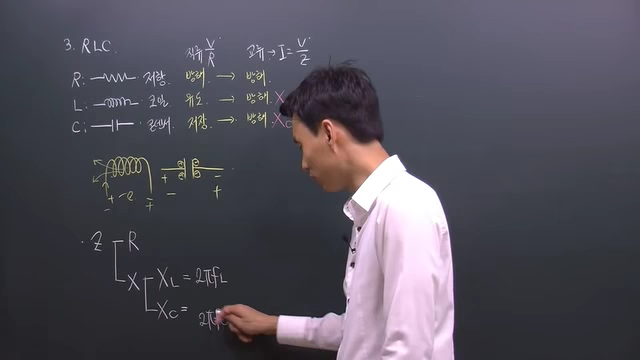 3. RLC.
직류 V/R 교류 → I = V/Z
R: 저항 방해 → 방해.
L: 코일 유도. → 방해. X
C: 콘덴서 저장 → 방해. XC
+ -e + + -
- - +
· Z R
X XL = 2πfL
XC =
2πf